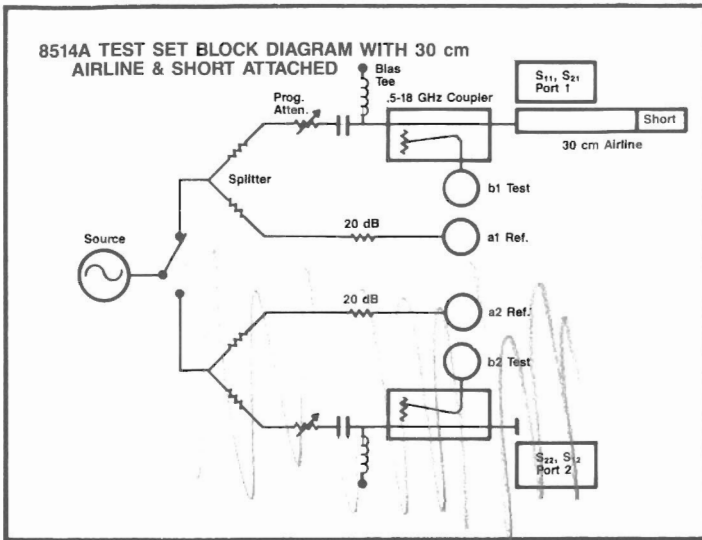 8514A TEST SET BLOCK DIAGRAM WITH 30 cm
AIRLINE & SHORT ATTACHED
Bias
Tee
S₁₁, S₂₁
Port 1
Prog.
Atten.
.5-18 GHz Coupler
Short
30 cm Airline
Splitter
b1 Test
20 dB
a1 Ref.
Source
20 dB
a2 Ref.
b2 Test
S₂₂, S₁₂
Port 2